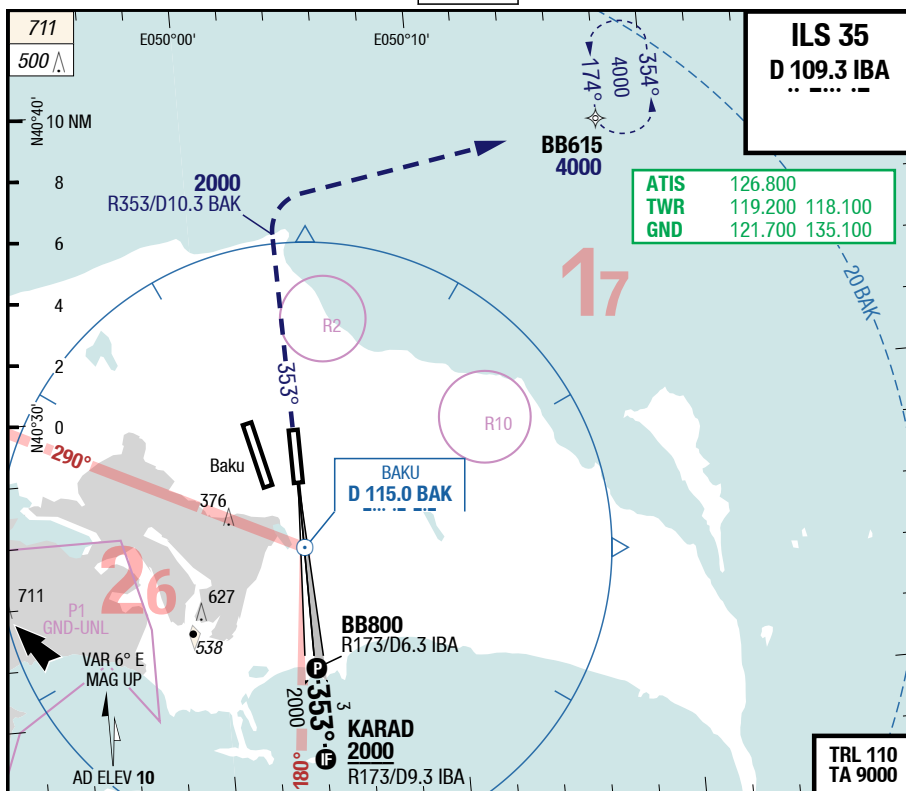 711
500
E050°00'
E050°10'
ILS 35
D 109.3 IBA
N40°40'
10 NM
174°
4000
354°
BB615
4000
8
2000
R353/D10.3 BAK
ATIS 126.800
TWR 119.200 118.100
GND 121.700 135.100
6
17
20 BAK
4
R2
2
353°
R10
N40°30'
0
290°
Baku
BAKU
D 115.0 BAK
376
26
711
P1
GND-UNL
627
538
BB800
R173/D6.3 IBA
VAR 6° E
MAG UP
P
353°
3
2000
KARAD
2000
IF
R173/D9.3 IBA
180°
AD ELEV 10
TRL 110
TA 9000